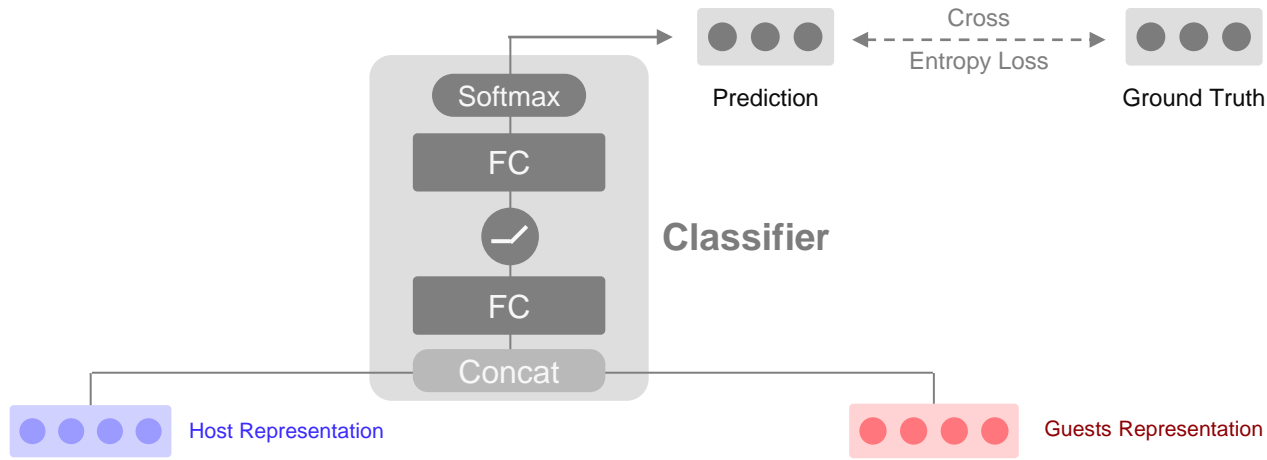 Cross
Entropy Loss
Prediction
Ground Truth
Softmax
FC
Classifier
FC
Concat
Host Representation
Guests Representation